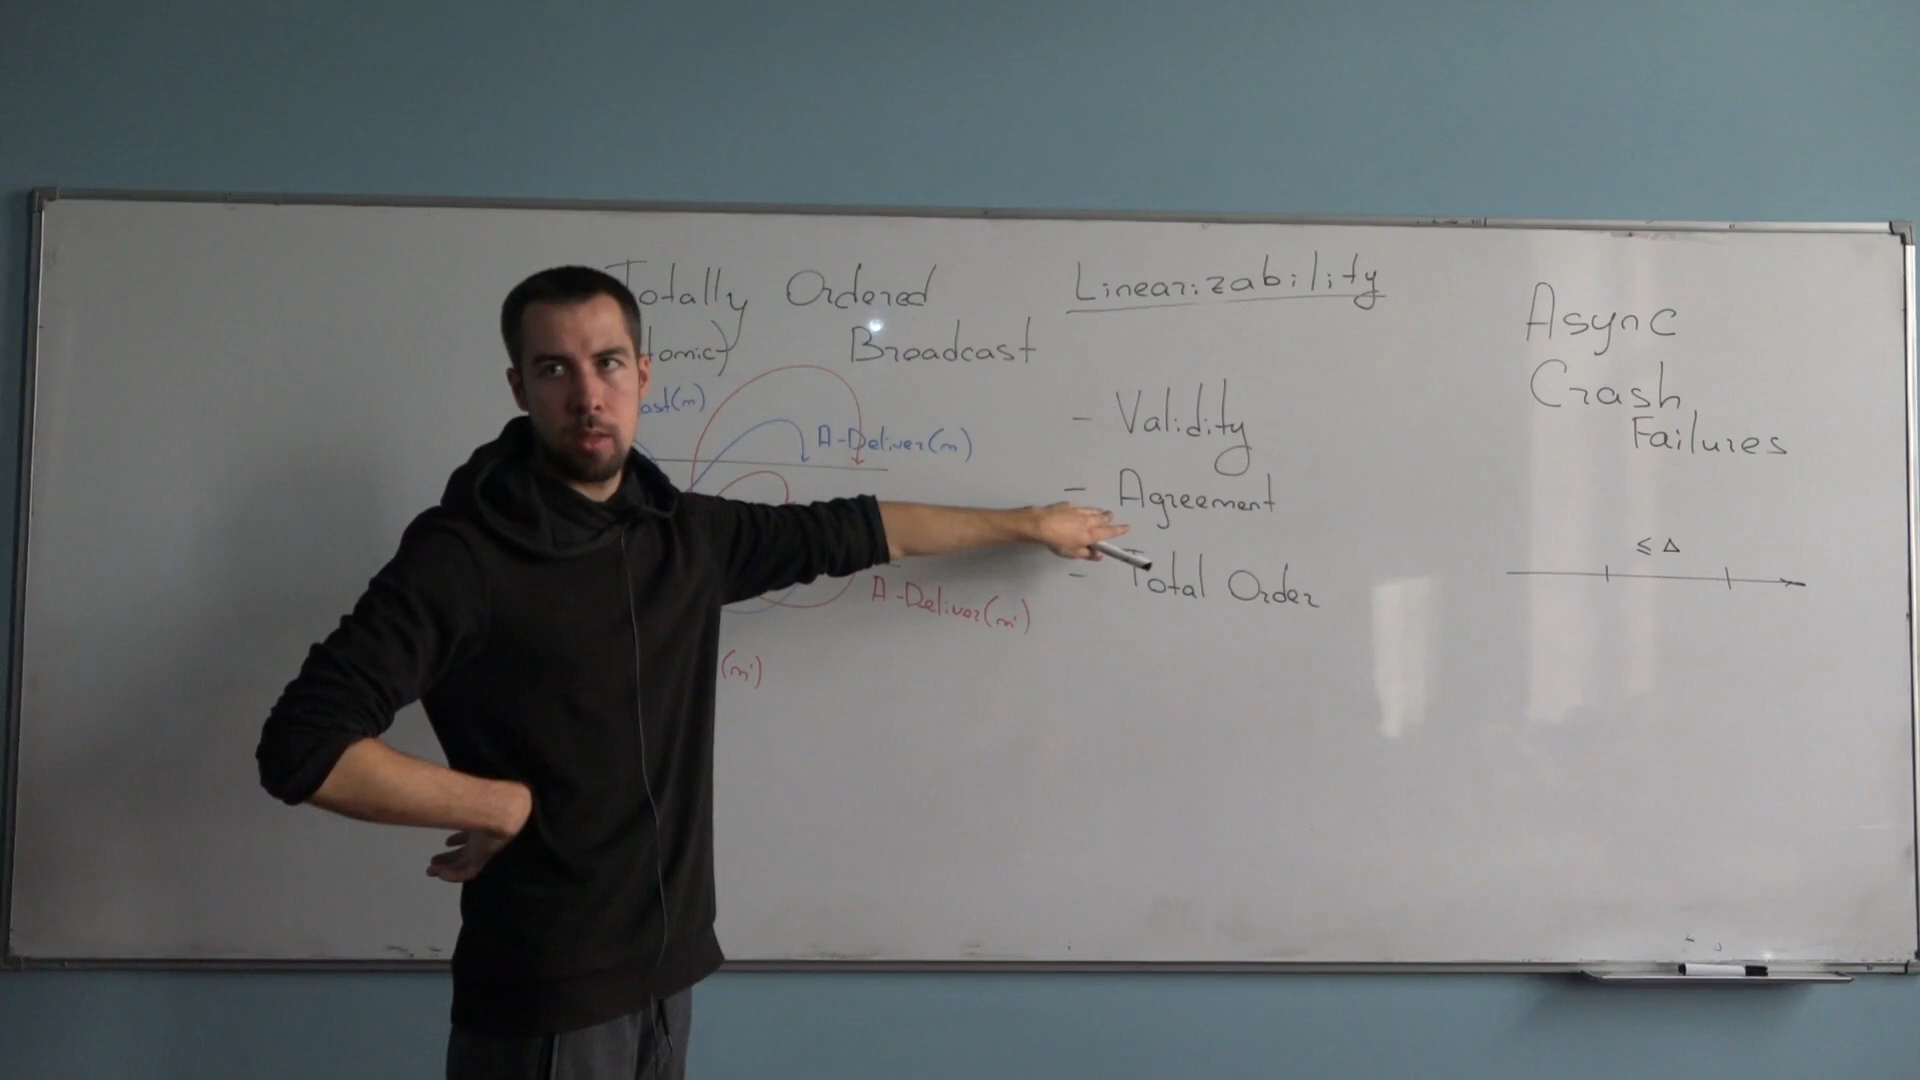 Totally Ordered
tomic) Broadcast
ast(m)
A-Deliver(m)
A-Deliver(m')
(m')
Linearizability
- Validity
- Agreement
- Total Order
Async
Crash
Failures
≤ Δ